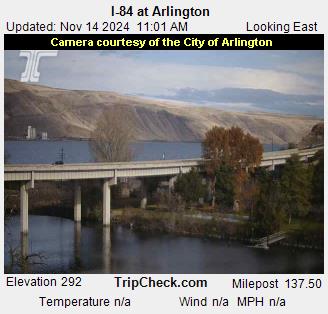 I-84 at Arlington
Updated: Nov 14 2024 11:01 AM Looking East
Camera courtesy of the City of Arlington
Elevation 292 TripCheck.com Milepost 137.50
Temperature n/a Wind n/a MPH n/a